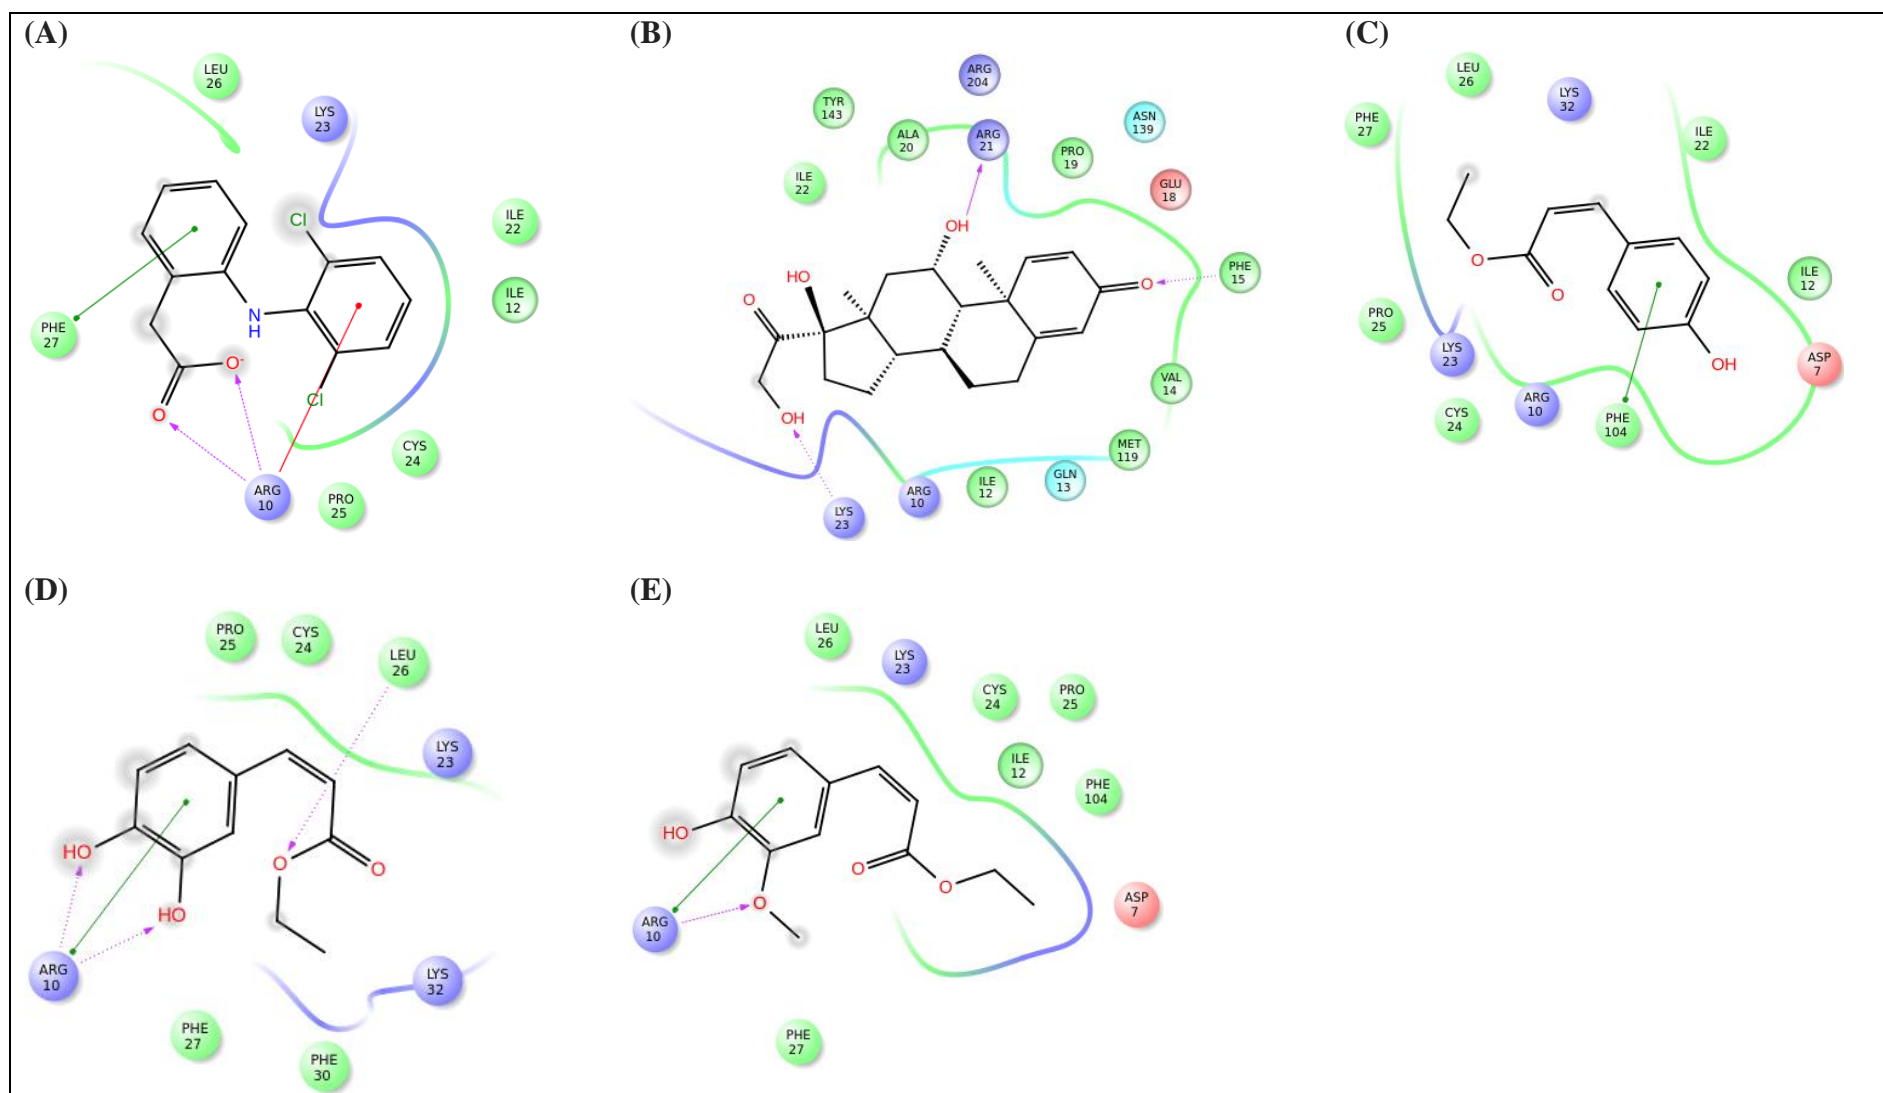 (A)
LEU
26
LYS
23
Cl
ILE
22
ILE
12
N
H
PHE
27
O-
O
Cl
CYS
24
ARG
10
PRO
25
(B)
ARG
204
TYR
143
ASN
139
ALA
20
ARG
21
PRO
19
ILE
22
GLU
18
OH
HO
O
O
PHE
15
VAL
14
OH
MET
119
ILE
12
GLN
13
ARG
10
LYS
23
(C)
LEU
26
LYS
32
PHE
27
ILE
22
O
O
ILE
12
PRO
25
LYS
23
OH
ASP
7
ARG
10
CYS
24
PHE
104
(D)
PRO
25
CYS
24
LEU
26
LYS
23
HO
O
O
HO
ARG
10
LYS
32
PHE
27
PHE
30
(E)
LEU
26
LYS
23
CYS
24
PRO
25
ILE
12
PHE
104
HO
O
O
O
ARG
10
ASP
7
PHE
27